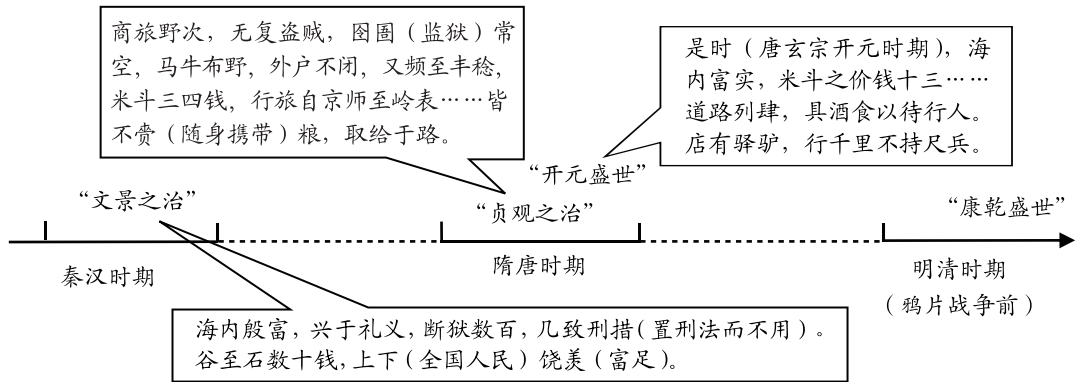 商旅野次，无复盗贼，囹圄（监狱）常
空，马牛布野，外户不闭，又频至丰稔，
米斗三四钱，行旅自京师至岭表……皆
不赍（随身携带）粮，取给于路。
是时（唐玄宗开元时期），海
内富实，米斗之价钱十三……
道路列肆，具酒食以待行人。
店有驿驴，行千里不持尺兵。
“开元盛世”
“文景之治”
“贞观之治”
“康乾盛世”
秦汉时期
隋唐时期
明清时期
（鸦片战争前）
海内殷富，兴于礼义，断狱数百，几致刑措（置刑法而不用）。
谷至石数十钱，上下（全国人民）饶羡（富足）。